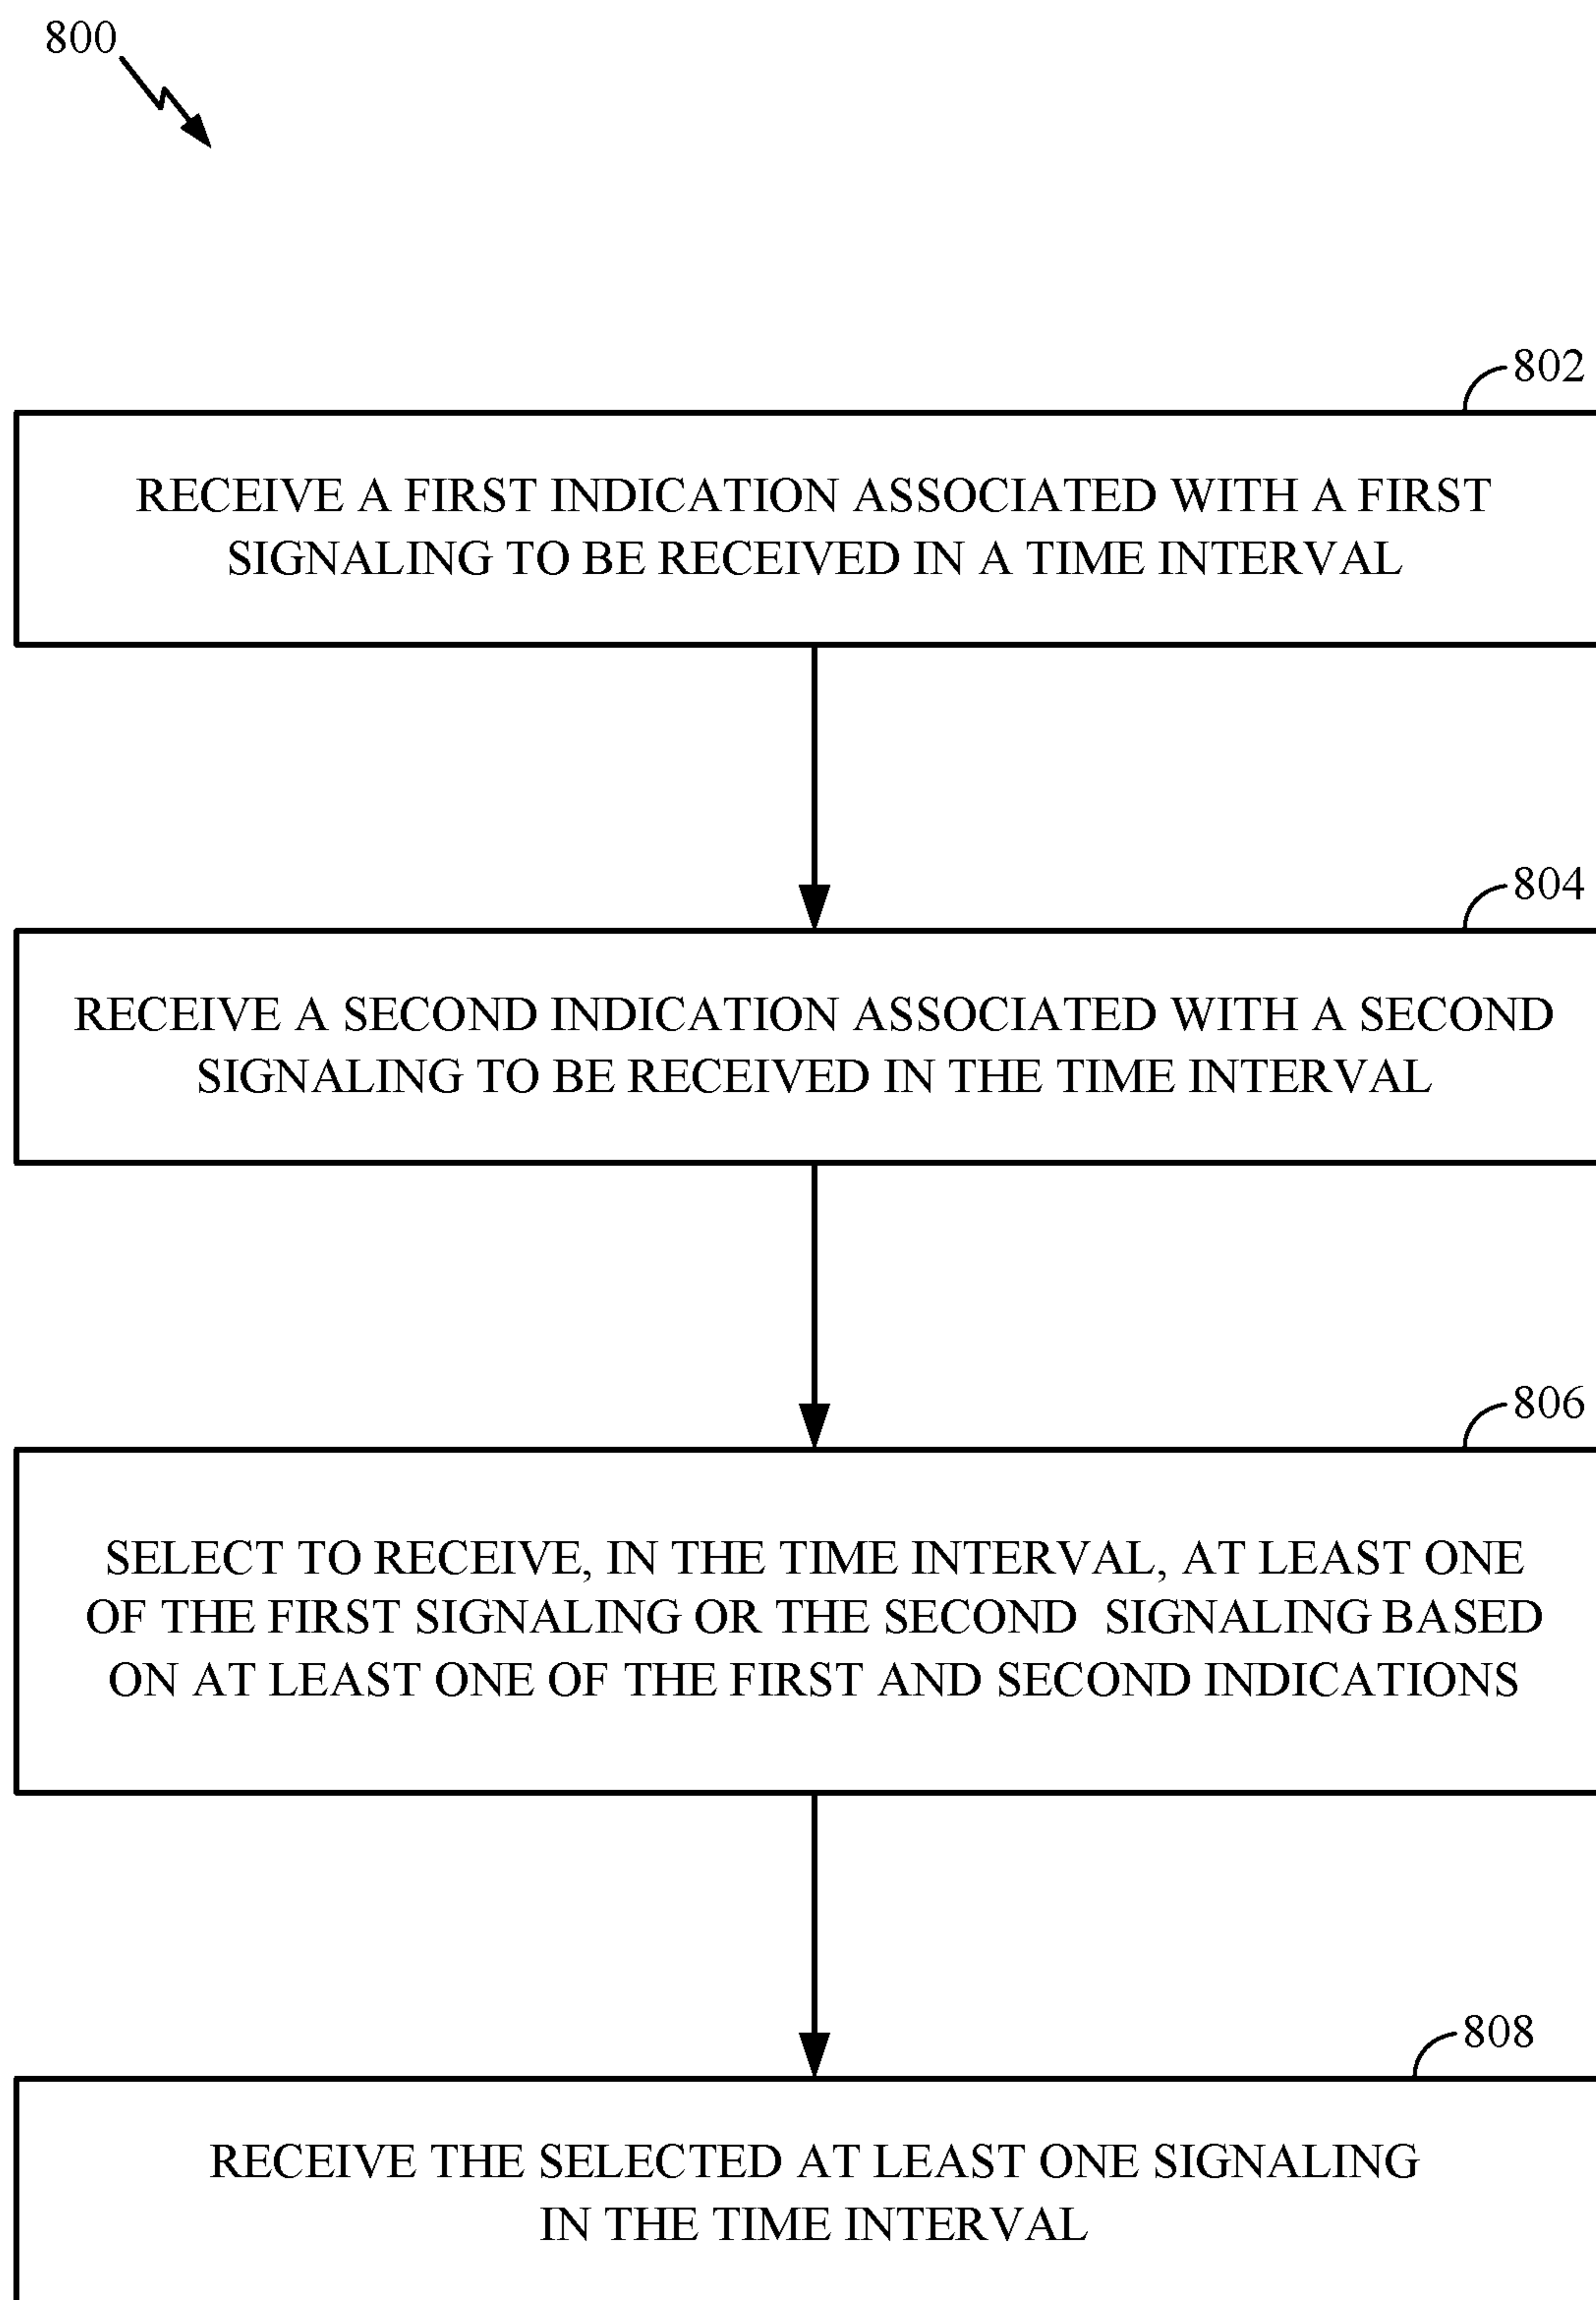 800
802
RECEIVE A FIRST INDICATION ASSOCIATED WITH A FIRST
SIGNALING TO BE RECEIVED IN A TIME INTERVAL
804
RECEIVE A SECOND INDICATION ASSOCIATED WITH A SECOND
SIGNALING TO BE RECEIVED IN THE TIME INTERVAL
806
SELECT TO RECEIVE, IN THE TIME INTERVAL, AT LEAST ONE
OF THE FIRST SIGNALING OR THE SECOND SIGNALING BASED
ON AT LEAST ONE OF THE FIRST AND SECOND INDICATIONS
808
RECEIVE THE SELECTED AT LEAST ONE SIGNALING
IN THE TIME INTERVAL